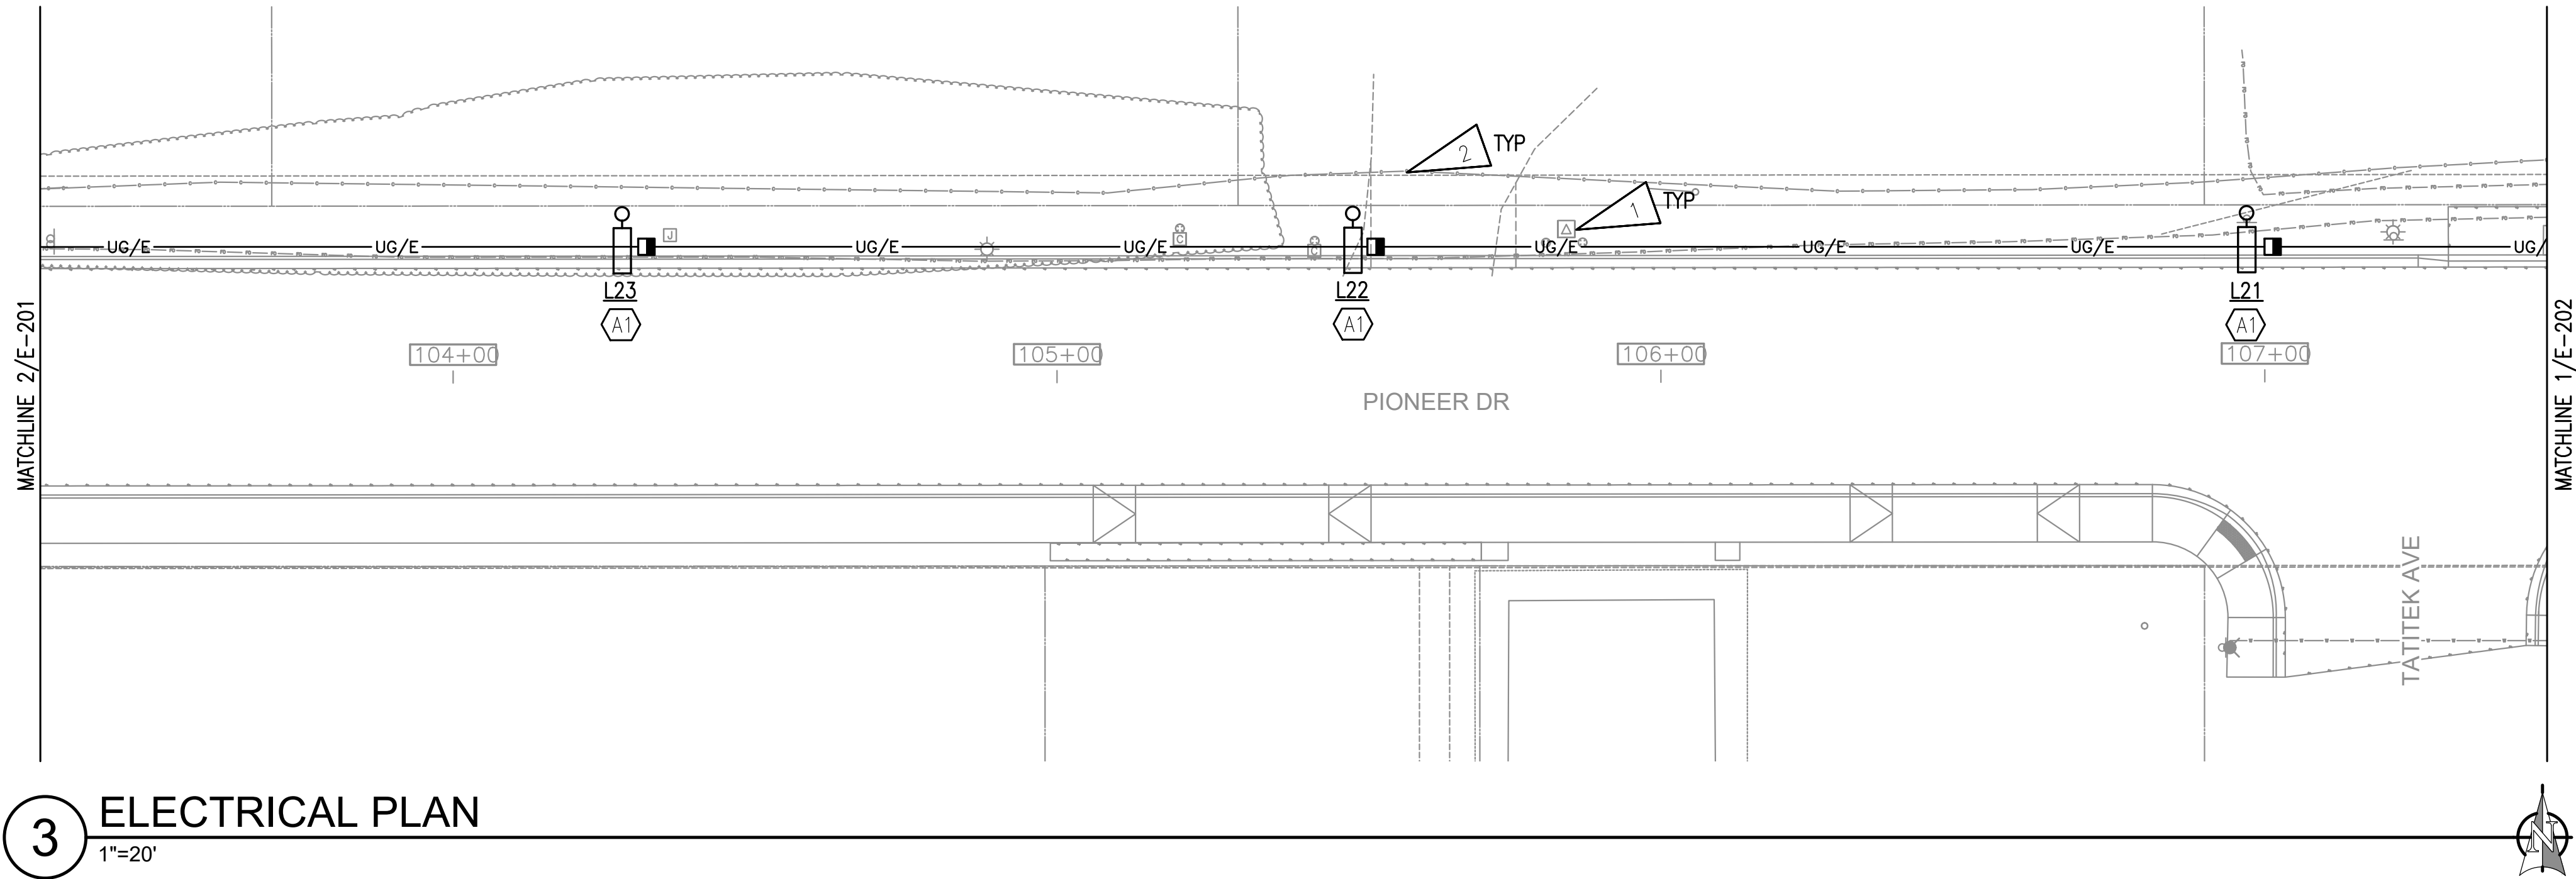 2 TYP
1 TYP
J
C
C
UG/E UG/E UG/E UG/E UG/E UG/E UG/E UG/
L23
L22
L21
A1
A1
A1
104+00
105+00
106+00
107+00
MATCHLINE 2/E-201
MATCHLINE 1/E-202
PIONEER DR
TATITEK AVE
3
ELECTRICAL PLAN
1"=20'
N